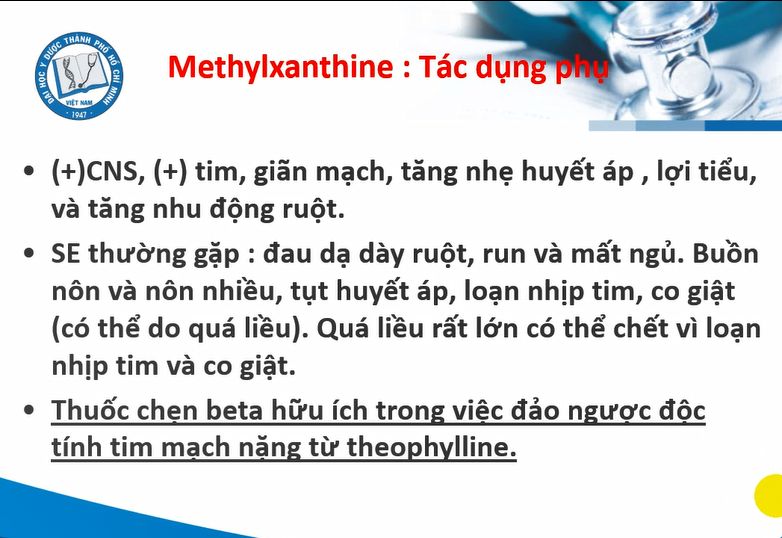 ĐẠI HỌC Y DƯỢC THÀNH PHỐ HỒ CHÍ MINH
VIỆT NAM
1947
Methylxanthine : Tác dụng phụ
• (+)CNS, (+) tim, giãn mạch, tăng nhẹ huyết áp , lợi tiểu,
và tăng nhu động ruột.
• SE thường gặp : đau dạ dày ruột, run và mất ngủ. Buồn
nôn và nôn nhiều, tụt huyết áp, loạn nhịp tim, co giật
(có thể do quá liều). Quá liều rất lớn có thể chết vì loạn
nhịp tim và co giật.
• Thuốc chẹn beta hữu ích trong việc đảo ngược độc
tính tim mạch nặng từ theophylline.